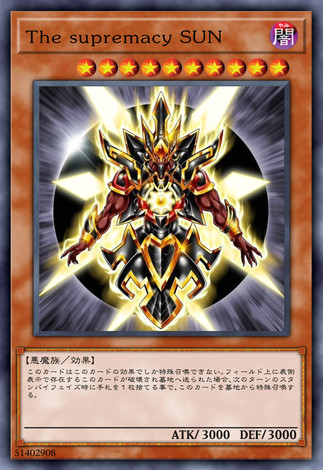 The supremacy SUN
やみ
闇
【悪魔族／効果】
このカードはこのカードの効果でしか特殊召喚できない。フィールド上に表側
表示で存在するこのカードが破壊され墓地へ送られた場合、次のターンのスタ
ンバイフェイズ時に手札を１枚捨てる事で、このカードを墓地から特殊召喚す
る。
ATK/ 3000 DEF/ 3000
51402908